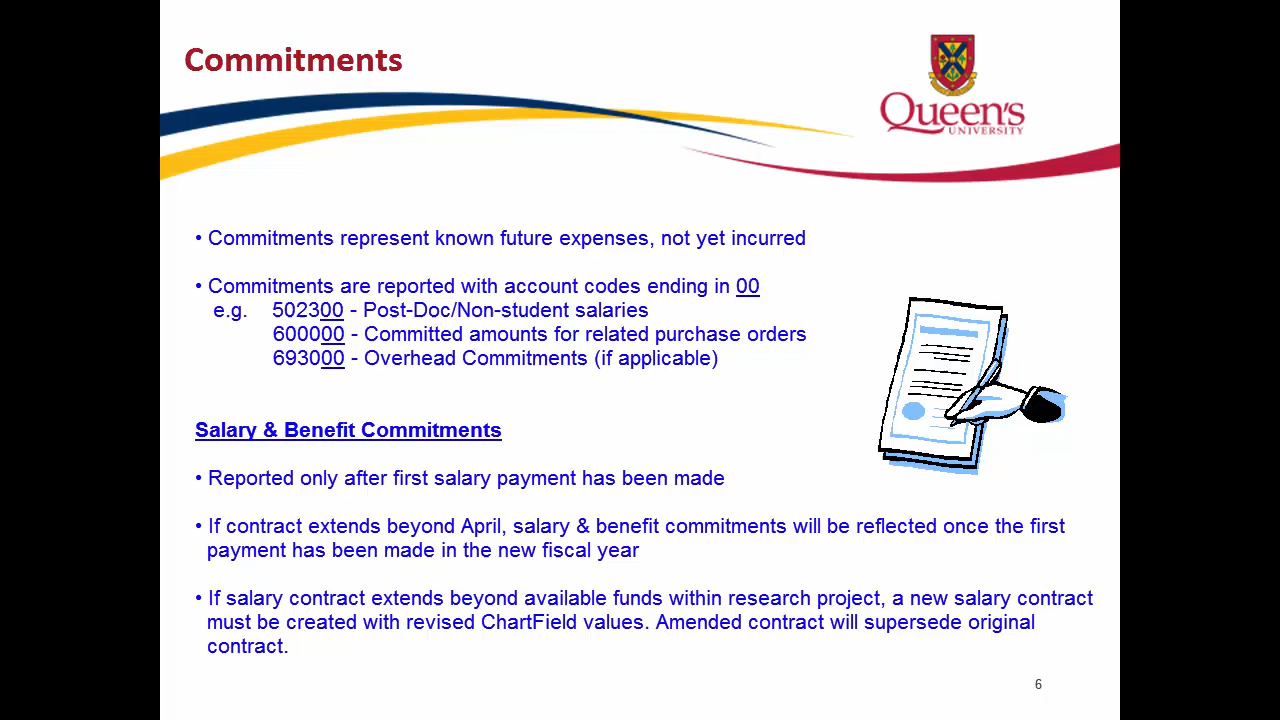 Commitments
Queen's
UNIVERSITY
• Commitments represent known future expenses, not yet incurred
• Commitments are reported with account codes ending in 00
e.g. 502300 - Post-Doc/Non-student salaries
600000 - Committed amounts for related purchase orders
693000 - Overhead Commitments (if applicable)
Salary & Benefit Commitments
• Reported only after first salary payment has been made
• If contract extends beyond April, salary & benefit commitments will be reflected once the first
payment has been made in the new fiscal year
• If salary contract extends beyond available funds within research project, a new salary contract
must be created with revised ChartField values. Amended contract will supersede original
contract.
6